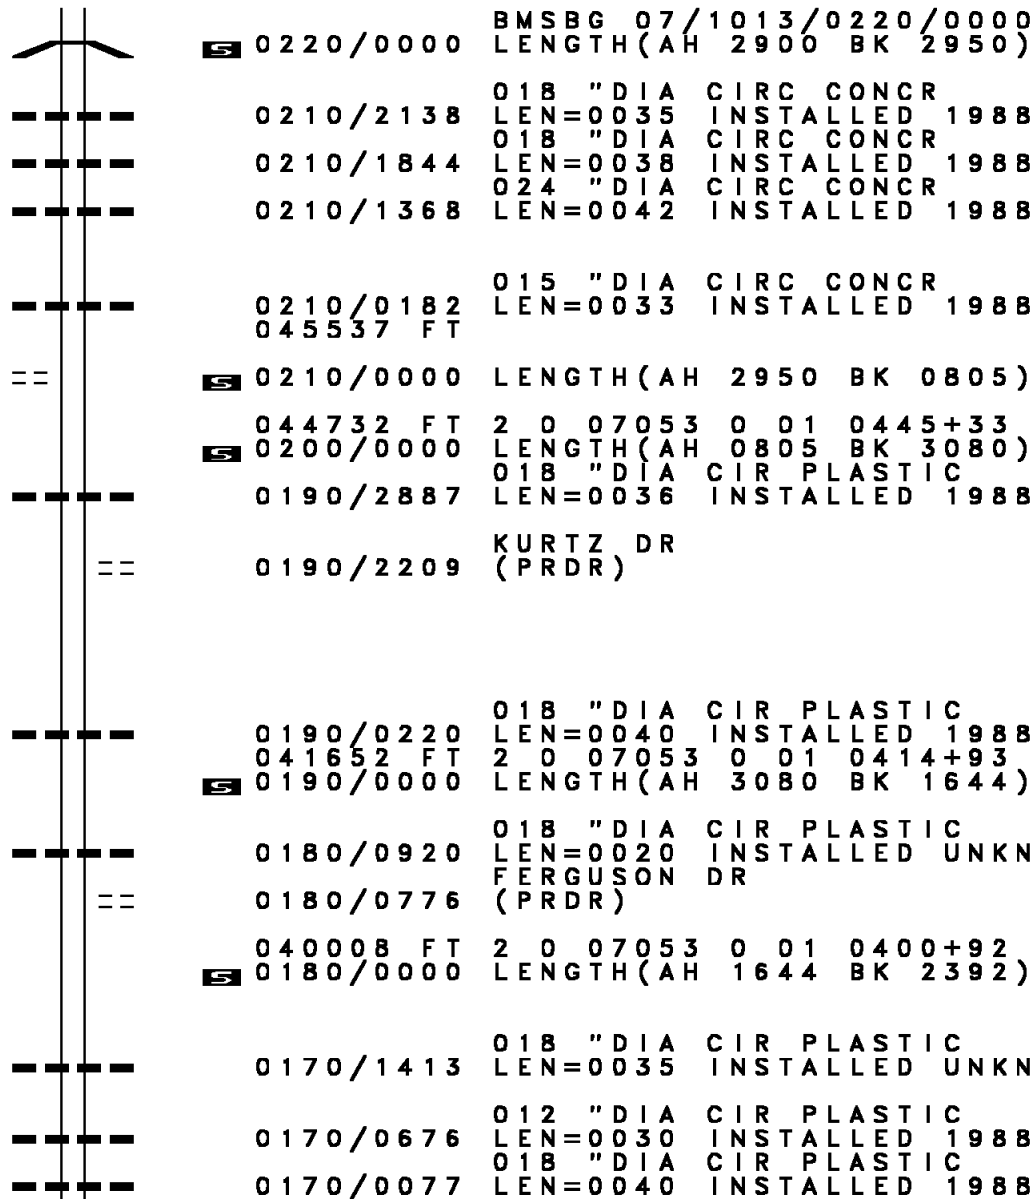 BMSBG 07/1013/0220/0000
S 0220/0000 LENGTH(AH 2900 BK 2950)
018 "DIA CIRC CONCR
0210/2138 LEN=0035 INSTALLED 1988
018 "DIA CIRC CONCR
0210/1844 LEN=0038 INSTALLED 1988
024 "DIA CIRC CONCR
0210/1368 LEN=0042 INSTALLED 1988
015 "DIA CIRC CONCR
0210/0182 LEN=0033 INSTALLED 1988
045537 FT
S 0210/0000 LENGTH(AH 2950 BK 0805)
044732 FT 2 0 07053 0 01 0445+33
S 0200/0000 LENGTH(AH 0805 BK 3080)
018 "DIA CIR PLASTIC
0190/2887 LEN=0036 INSTALLED 1988
KURTZ DR
0190/2209 (PRDR)
018 "DIA CIR PLASTIC
0190/0220 LEN=0040 INSTALLED 1988
041652 FT 2 0 07053 0 01 0414+93
S 0190/0000 LENGTH(AH 3080 BK 1644)
018 "DIA CIR PLASTIC
0180/0920 LEN=0020 INSTALLED UNKN
FERGUSON DR
0180/0776 (PRDR)
040008 FT 2 0 07053 0 01 0400+92
S 0180/0000 LENGTH(AH 1644 BK 2392)
018 "DIA CIR PLASTIC
0170/1413 LEN=0035 INSTALLED UNKN
012 "DIA CIR PLASTIC
0170/0676 LEN=0030 INSTALLED 1988
018 "DIA CIR PLASTIC
0170/0077 LEN=0040 INSTALLED 1988